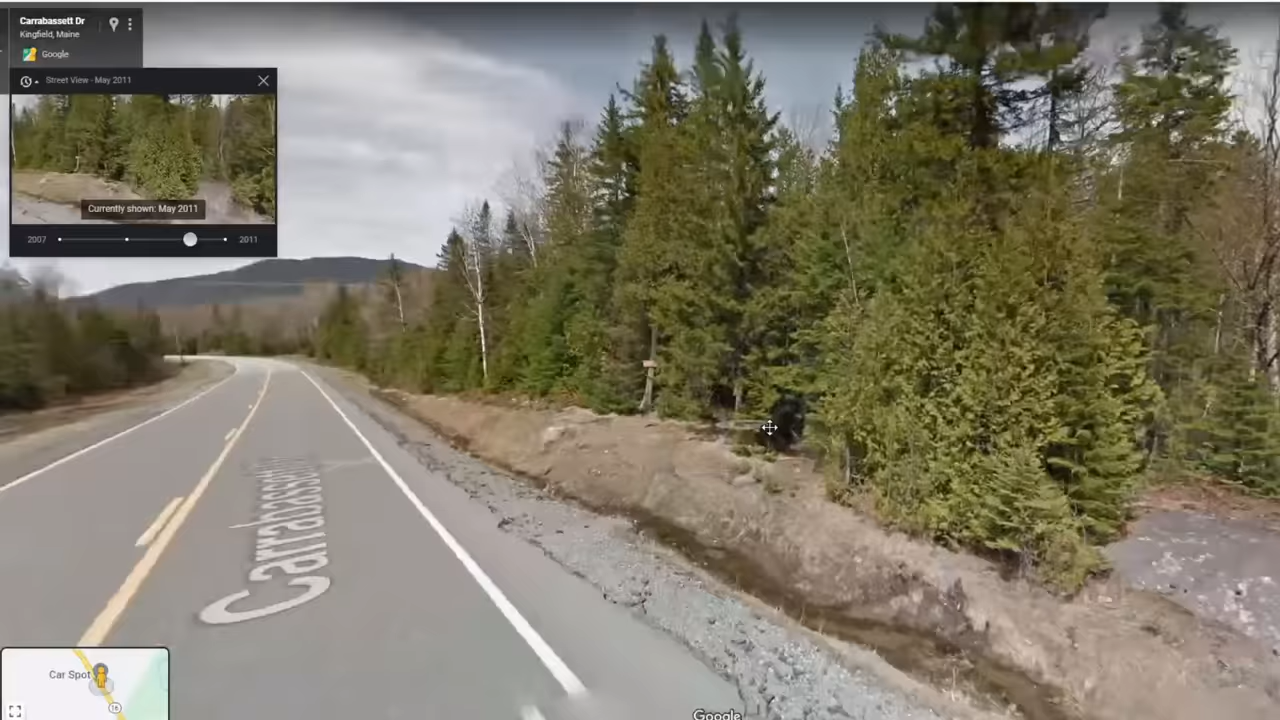 Carrabassett Dr
Kingfield, Maine
Google
Street View - May 2011
Currently shown: May 2011
2007
2011
Carrabassett
Car Spot
16
Google